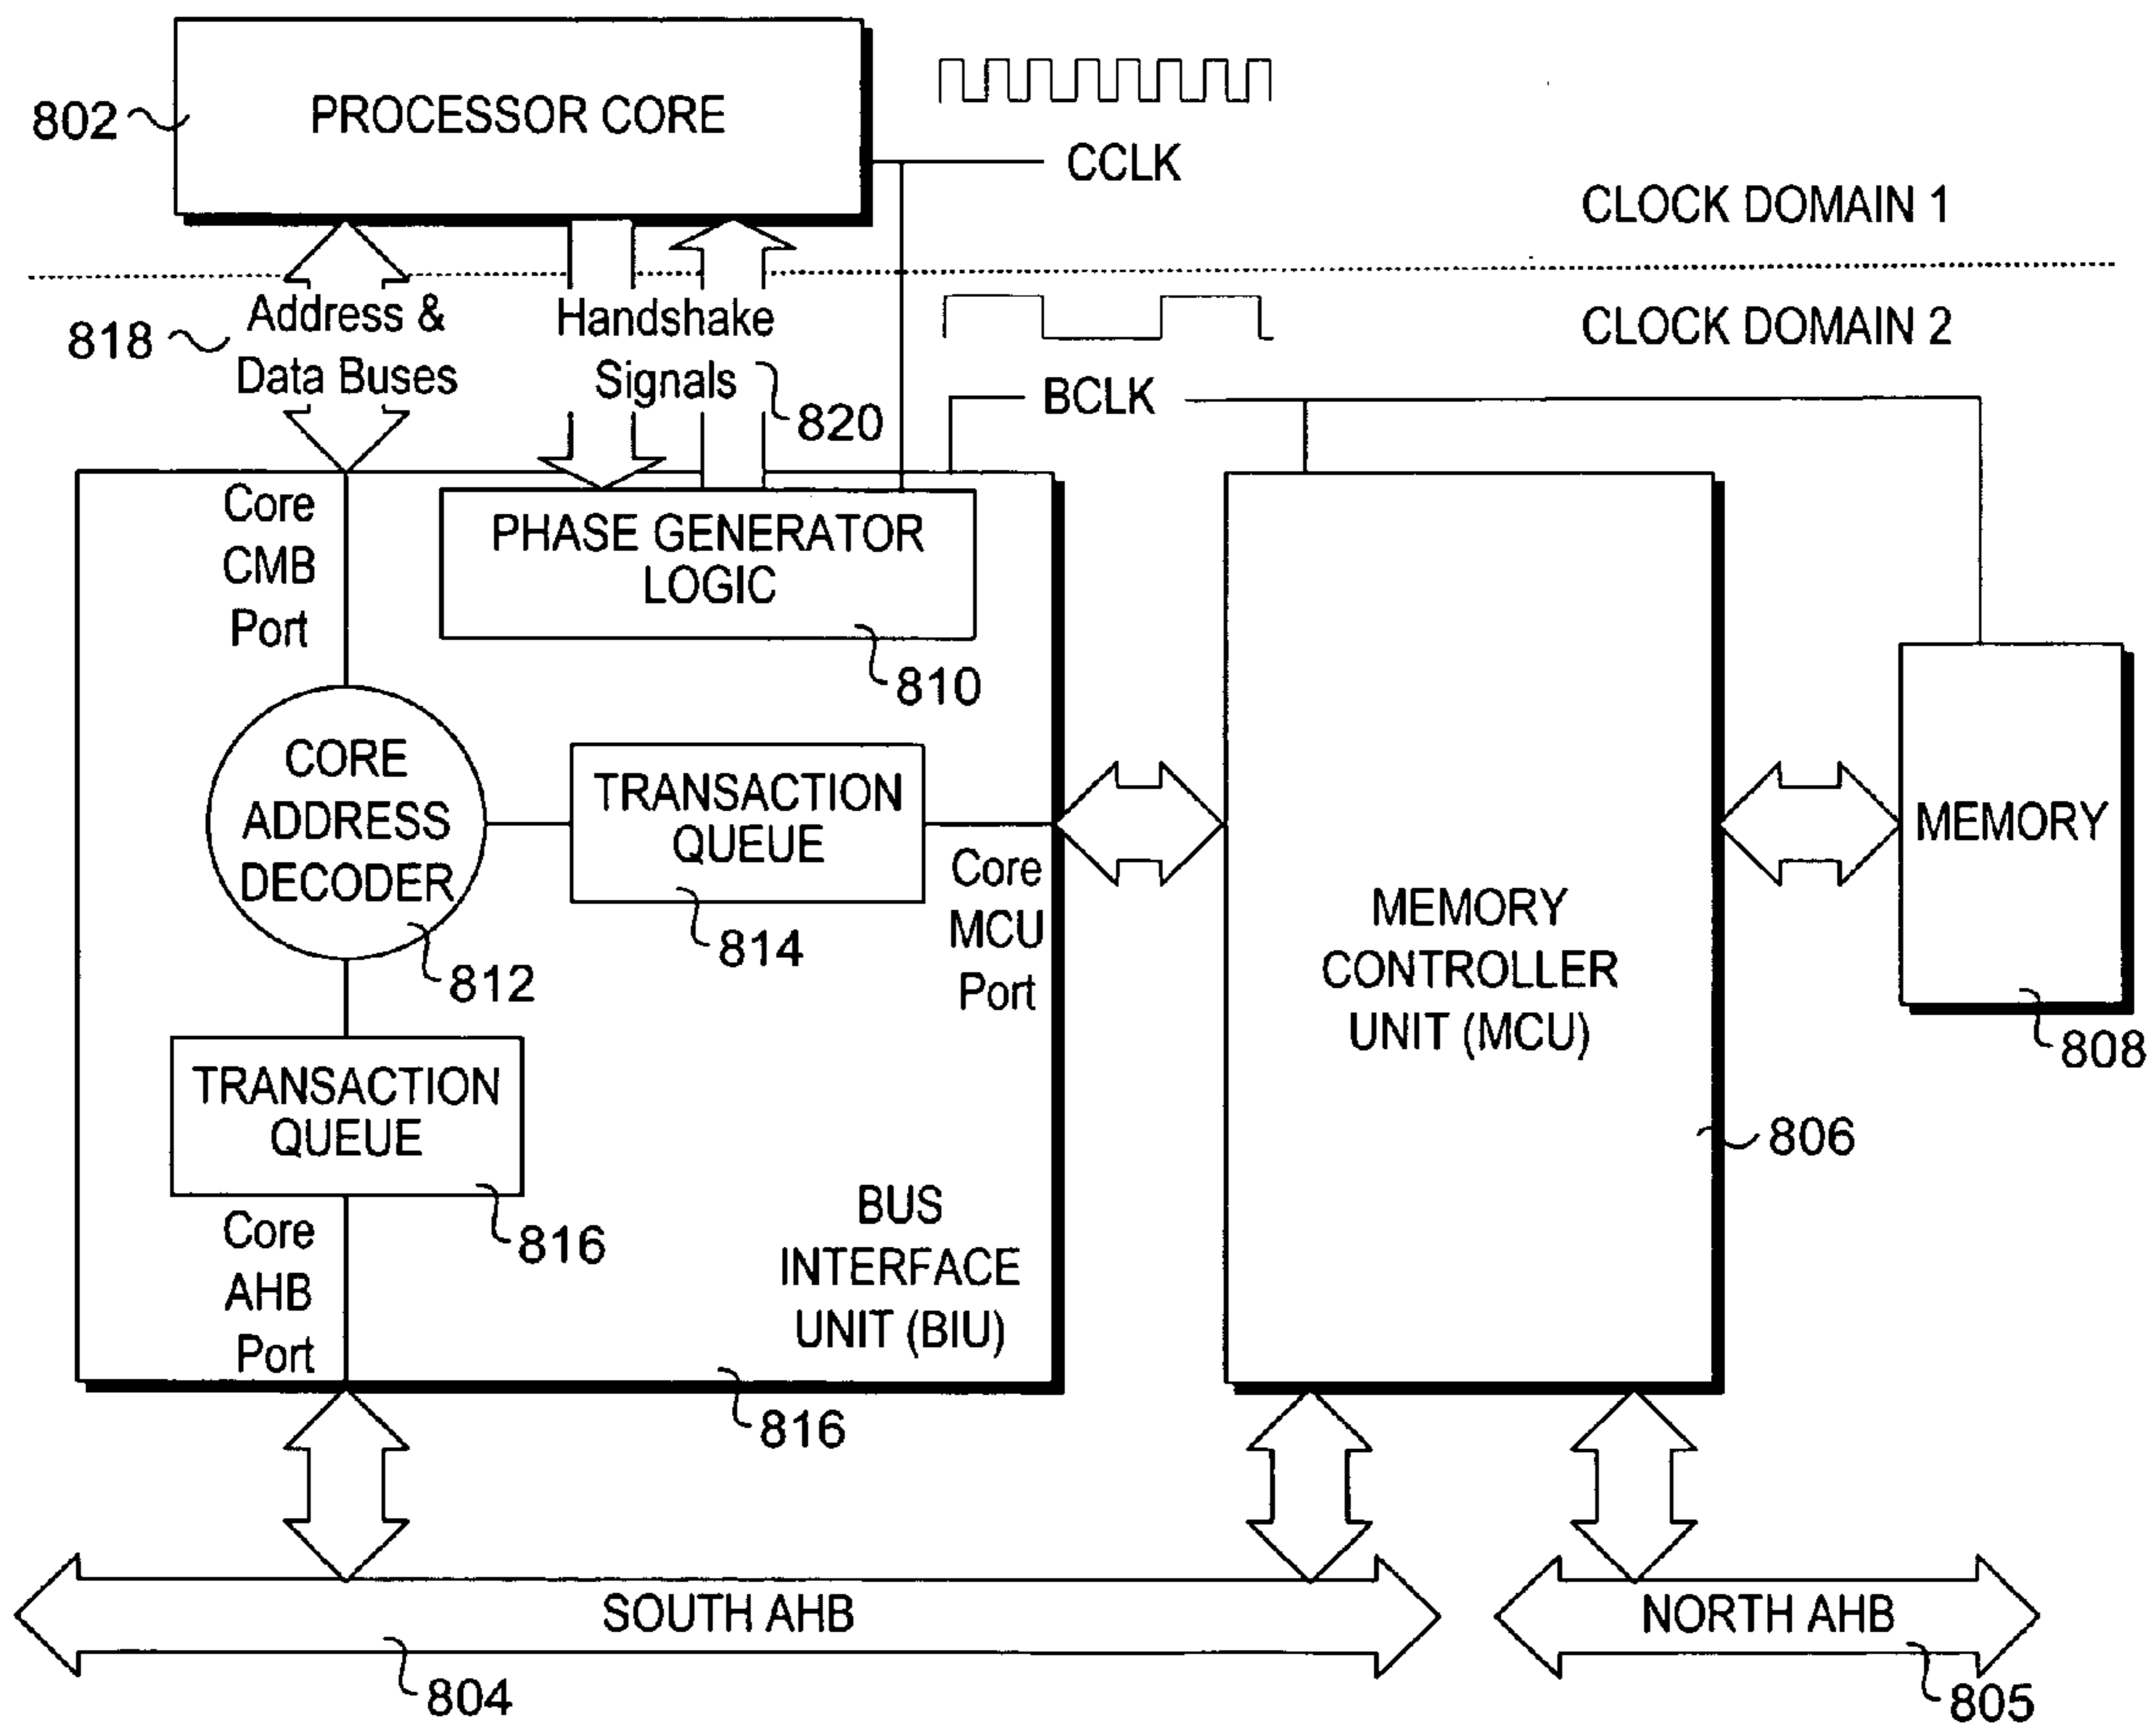 PROCESSOR CORE
802
CCLK
CLOCK DOMAIN 1
818
Address &
Data Buses
Handshake
Signals
820
CLOCK DOMAIN 2
BCLK
Core
CMB
Port
PHASE GENERATOR
LOGIC
810
CORE
ADDRESS
DECODER
812
TRANSACTION
QUEUE
814
Core
MCU
Port
MEMORY
CONTROLLER
UNIT (MCU)
806
MEMORY
808
TRANSACTION
QUEUE
816
Core
AHB
Port
BUS
INTERFACE
UNIT (BIU)
816
SOUTH AHB
804
NORTH AHB
805